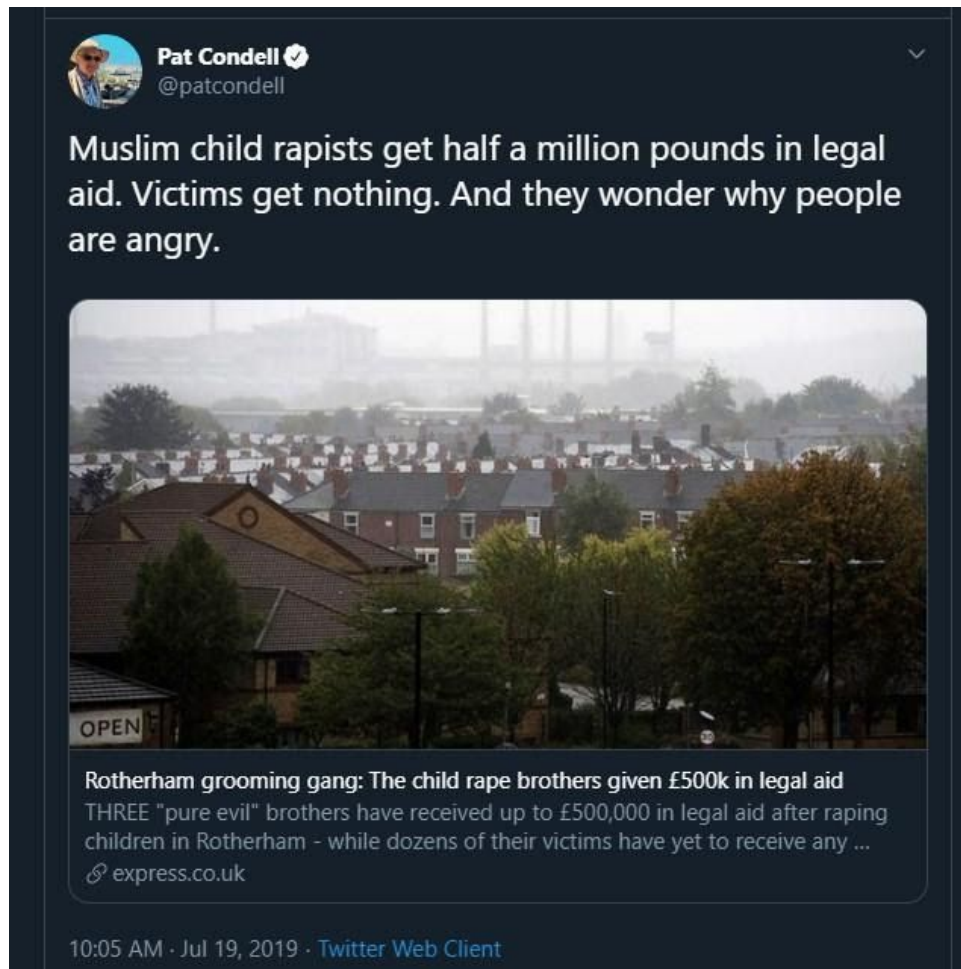 Pat Condell
@patcondell
Muslim child rapists get half a million pounds in legal
aid. Victims get nothing. And they wonder why people
are angry.
OPEN
Rotherham grooming gang: The child rape brothers given £500k in legal aid
THREE "pure evil" brothers have received up to £500,000 in legal aid after raping
children in Rotherham - while dozens of their victims have yet to receive any ...
express.co.uk
10:05 AM · Jul 19, 2019 · Twitter Web Client